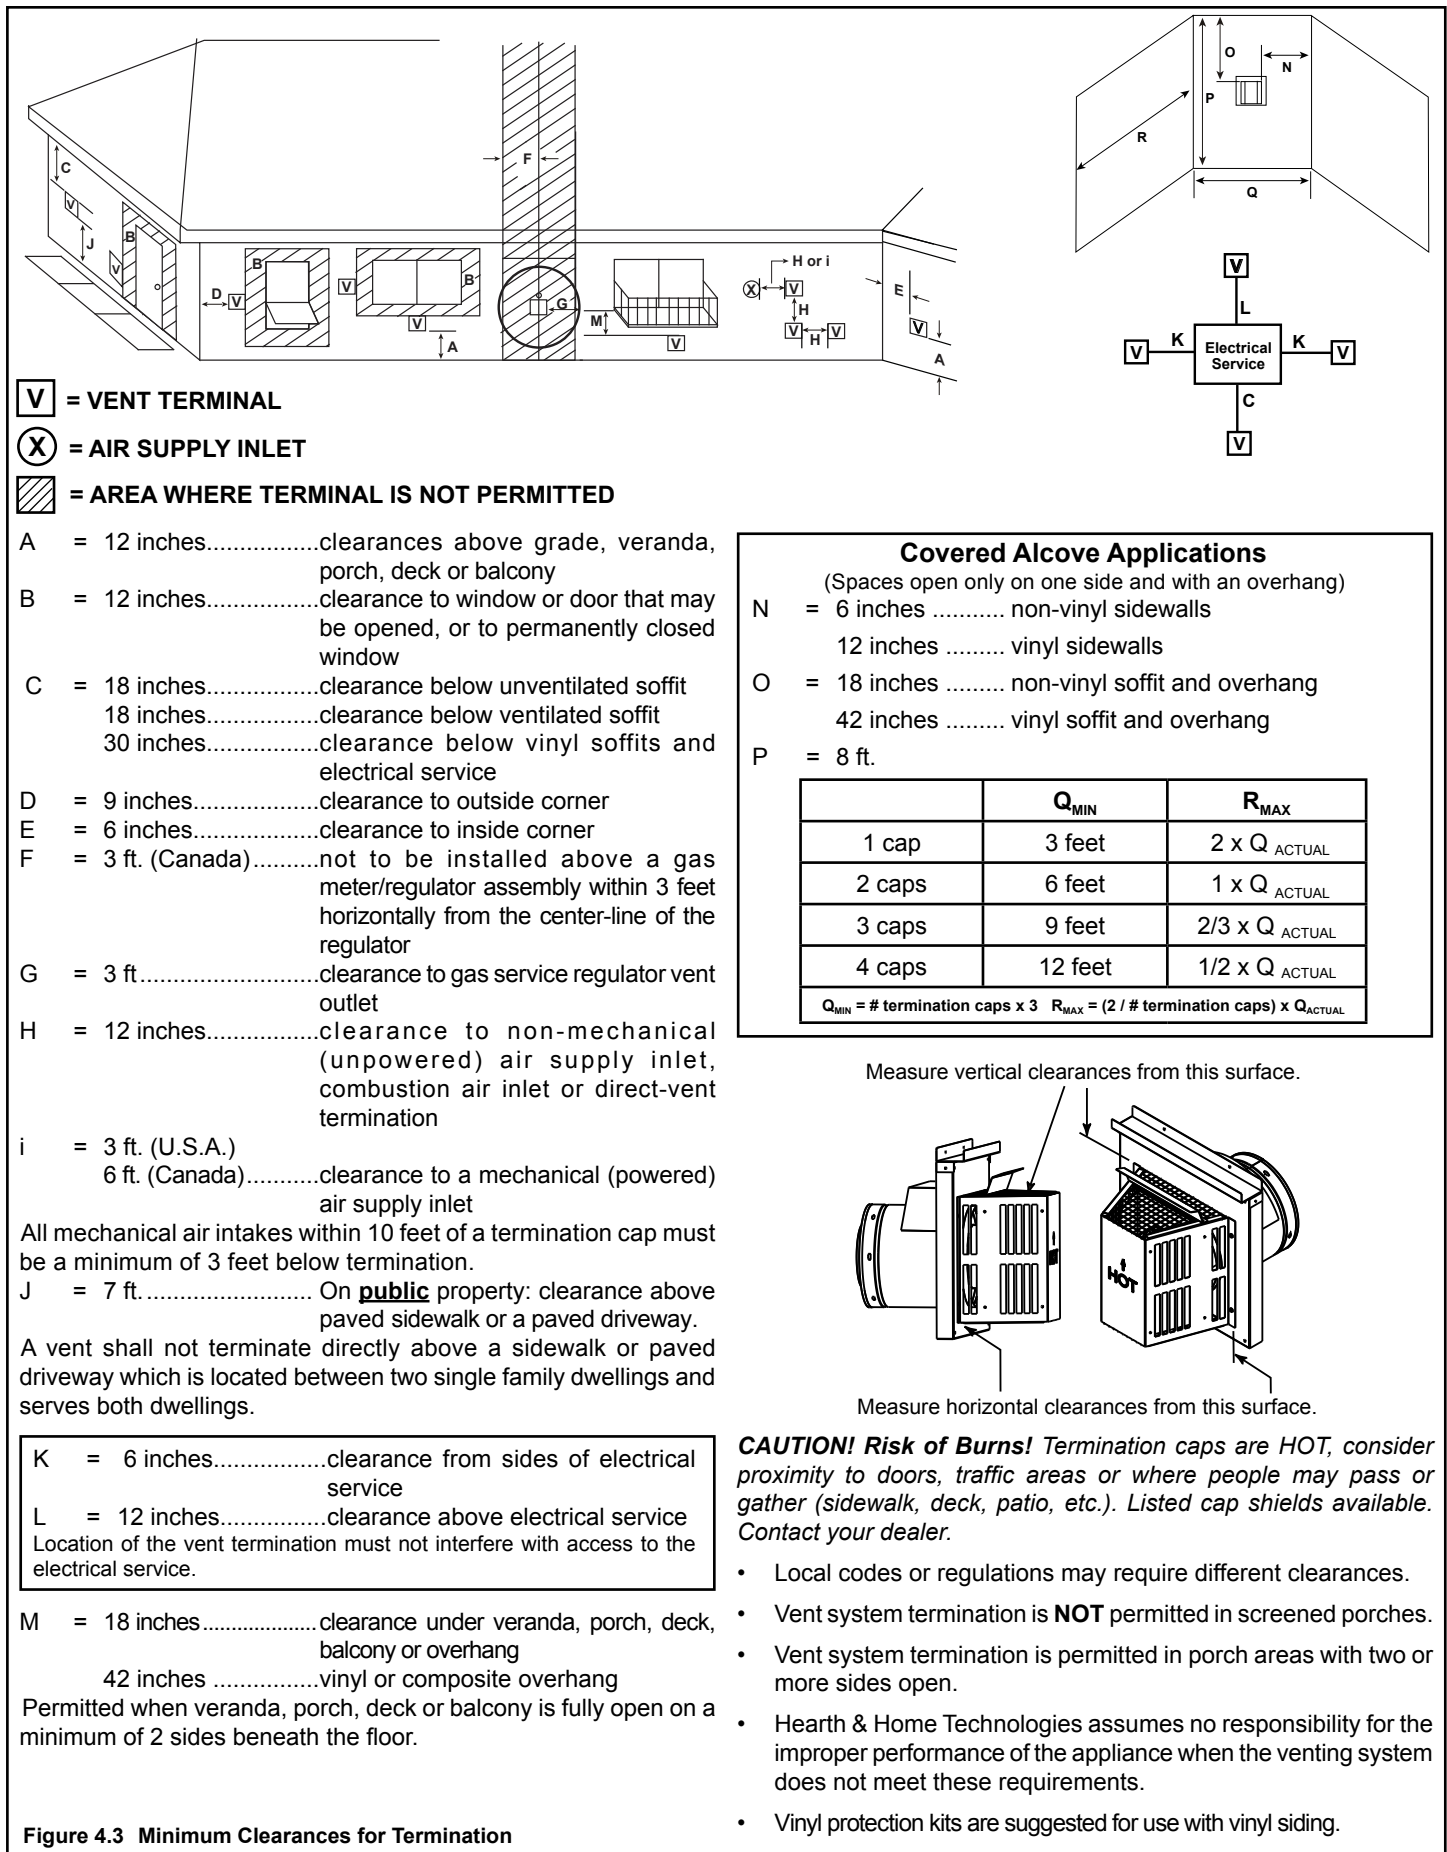 C
V
J
B
V
D
V
B
V
B
V
A
F
G
M
V
H or i
X
V
H
V
H
V
E
V
A
O
N
P
R
Q
V
L
V
K
Electrical
Service
K
V
C
V
V = VENT TERMINAL
X = AIR SUPPLY INLET
= AREA WHERE TERMINAL IS NOT PERMITTED
A = 12 inches.................clearances above grade, veranda,
porch, deck or balcony
B = 12 inches.................clearance to window or door that may
be opened, or to permanently closed
window
C = 18 inches.................clearance below unventilated soffit
18 inches.................clearance below ventilated soffit
30 inches.................clearance below vinyl soffits and
electrical service
D = 9 inches...................clearance to outside corner
E = 6 inches...................clearance to inside corner
F = 3 ft. (Canada)..........not to be installed above a gas
meter/regulator assembly within 3 feet
horizontally from the center-line of the
regulator
G = 3 ft...........................clearance to gas service regulator vent
outlet
H = 12 inches.................clearance to non-mechanical
(unpowered) air supply inlet,
combustion air inlet or direct-vent
termination
i = 3 ft. (U.S.A.)
6 ft. (Canada)...........clearance to a mechanical (powered)
air supply inlet
All mechanical air intakes within 10 feet of a termination cap must
be a minimum of 3 feet below termination.
J = 7 ft. ......................... On public property: clearance above
paved sidewalk or a paved driveway.
A vent shall not terminate directly above a sidewalk or paved
driveway which is located between two single family dwellings and
serves both dwellings.
K = 6 inches.................clearance from sides of electrical
service
L = 12 inches................clearance above electrical service
Location of the vent termination must not interfere with access to the
electrical service.
M = 18 inches.....................clearance under veranda, porch, deck,
balcony or overhang
42 inches .................vinyl or composite overhang
Permitted when veranda, porch, deck or balcony is fully open on a
minimum of 2 sides beneath the floor.
Figure 4.3 Minimum Clearances for Termination
Covered Alcove Applications
(Spaces open only on one side and with an overhang)
N = 6 inches ........... non-vinyl sidewalls
12 inches ......... vinyl sidewalls
O = 18 inches ......... non-vinyl soffit and overhang
42 inches ......... vinyl soffit and overhang
P = 8 ft.
QMIN RMAX
1 cap 3 feet 2 x Q ACTUAL
2 caps 6 feet 1 x Q ACTUAL
3 caps 9 feet 2/3 x Q ACTUAL
4 caps 12 feet 1/2 x Q ACTUAL
QMIN = # termination caps x 3 RMAX = (2 / # termination caps) x QACTUAL
Measure vertical clearances from this surface.
HOT
Measure horizontal clearances from this surface.
CAUTION! Risk of Burns! Termination caps are HOT, consider
proximity to doors, traffic areas or where people may pass or
gather (sidewalk, deck, patio, etc.). Listed cap shields available.
Contact your dealer.
• Local codes or regulations may require different clearances.
• Vent system termination is NOT permitted in screened porches.
• Vent system termination is permitted in porch areas with two or
more sides open.
• Hearth & Home Technologies assumes no responsibility for the
improper performance of the appliance when the venting system
does not meet these requirements.
• Vinyl protection kits are suggested for use with vinyl siding.